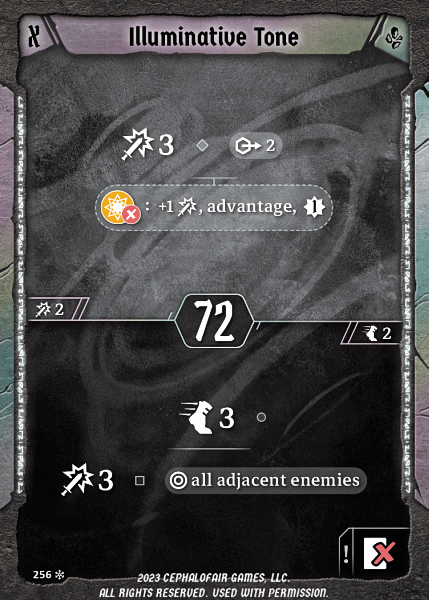 X
Illuminative Tone
3
2
: +1 , advantage, 1
2
72
2
3
3 all adjacent enemies
!
256
2023 CEPHALOFAIR GAMES, LLC.
ALL RIGHTS RESERVED. USED WITH PERMISSION.